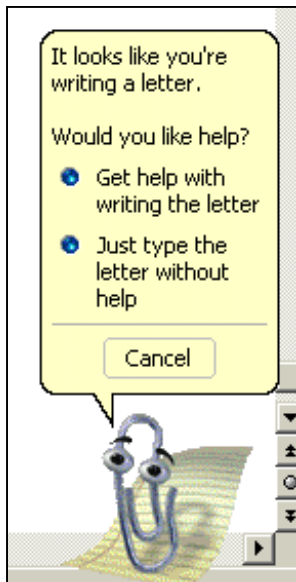 It looks like you're
writing a letter.
Would you like help?
Get help with
writing the letter
Just type the
letter without
help
Cancel